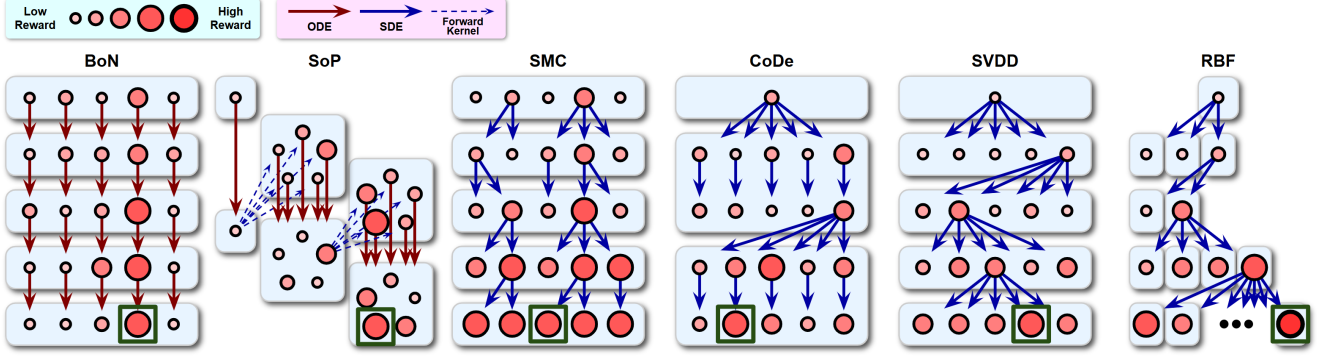 Low
Reward
High
Reward
ODE
SDE
Forward
Kernel
BoN
SoP
SMC
CoDe
SVDD
RBF